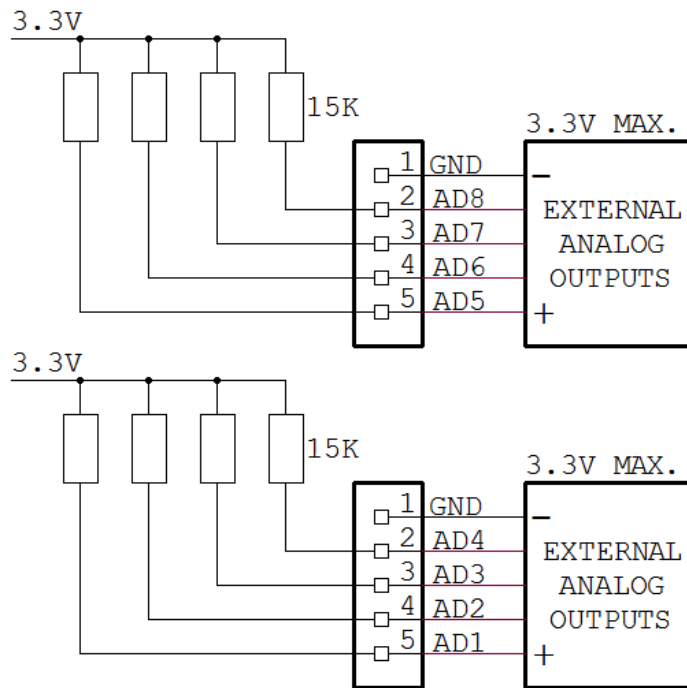 3.3V
15K
3.3V MAX.
1 GND
2 AD8
3 AD7
4 AD6
5 AD5
−
EXTERNAL
ANALOG
OUTPUTS
+
3.3V
15K
3.3V MAX.
1 GND
2 AD4
3 AD3
4 AD2
5 AD1
−
EXTERNAL
ANALOG
OUTPUTS
+